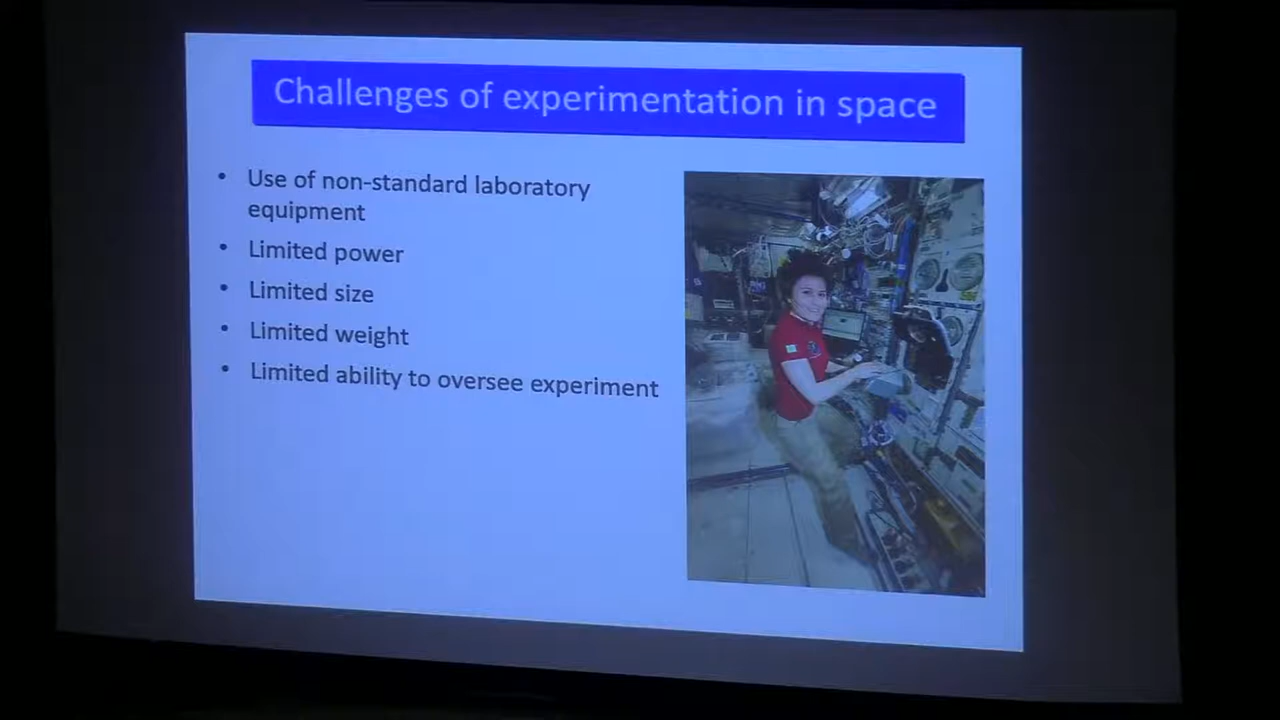 Challenges of experimentation in space
• Use of non-standard laboratory
equipment
• Limited power
• Limited size
• Limited weight
• Limited ability to oversee experiment